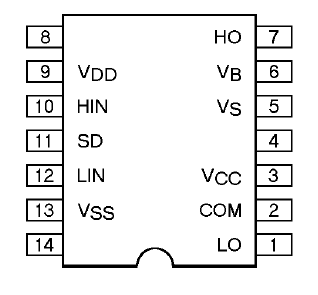 8 HO 7
9 VDD VB 6
10 HIN VS 5
11 SD 4
12 LIN VCC 3
13 VSS COM 2
14 LO 1